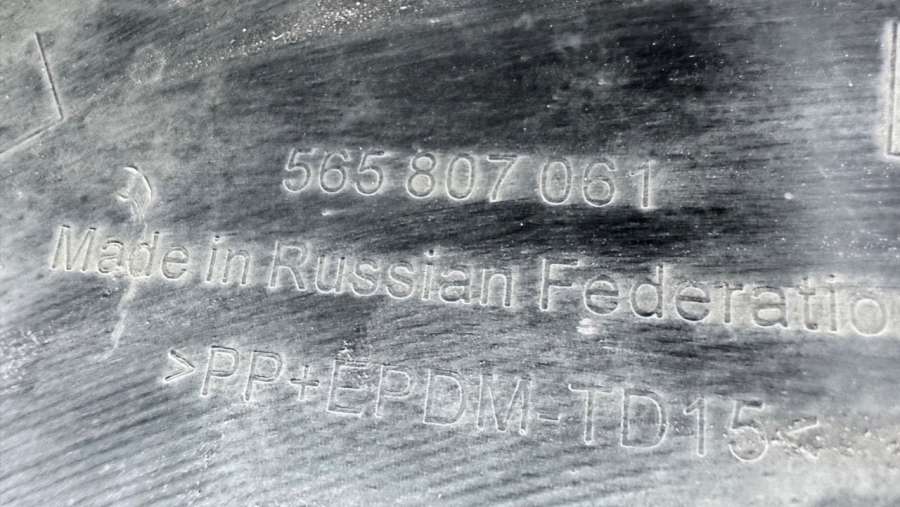 565 807 061
Made in Russian Federatio
>PP+EPDM-TD15<